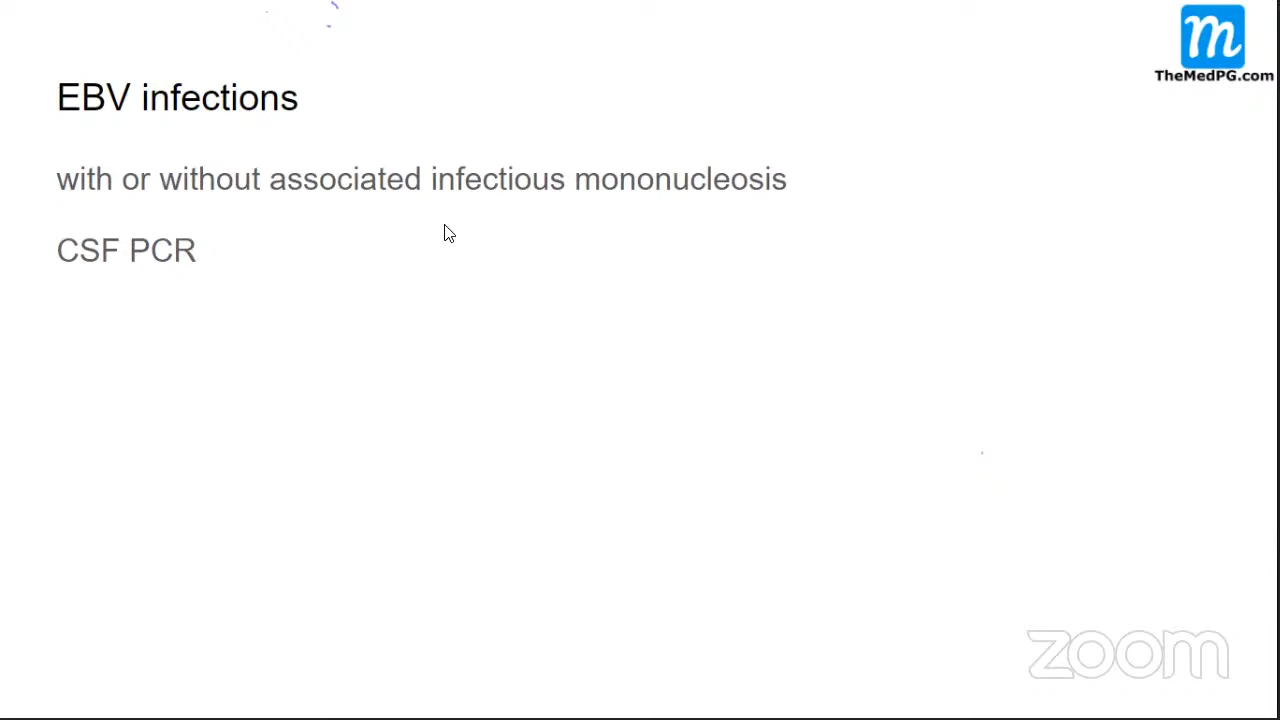 m
TheMedPG.com
EBV infections
with or without associated infectious mononucleosis
CSF PCR
zoom